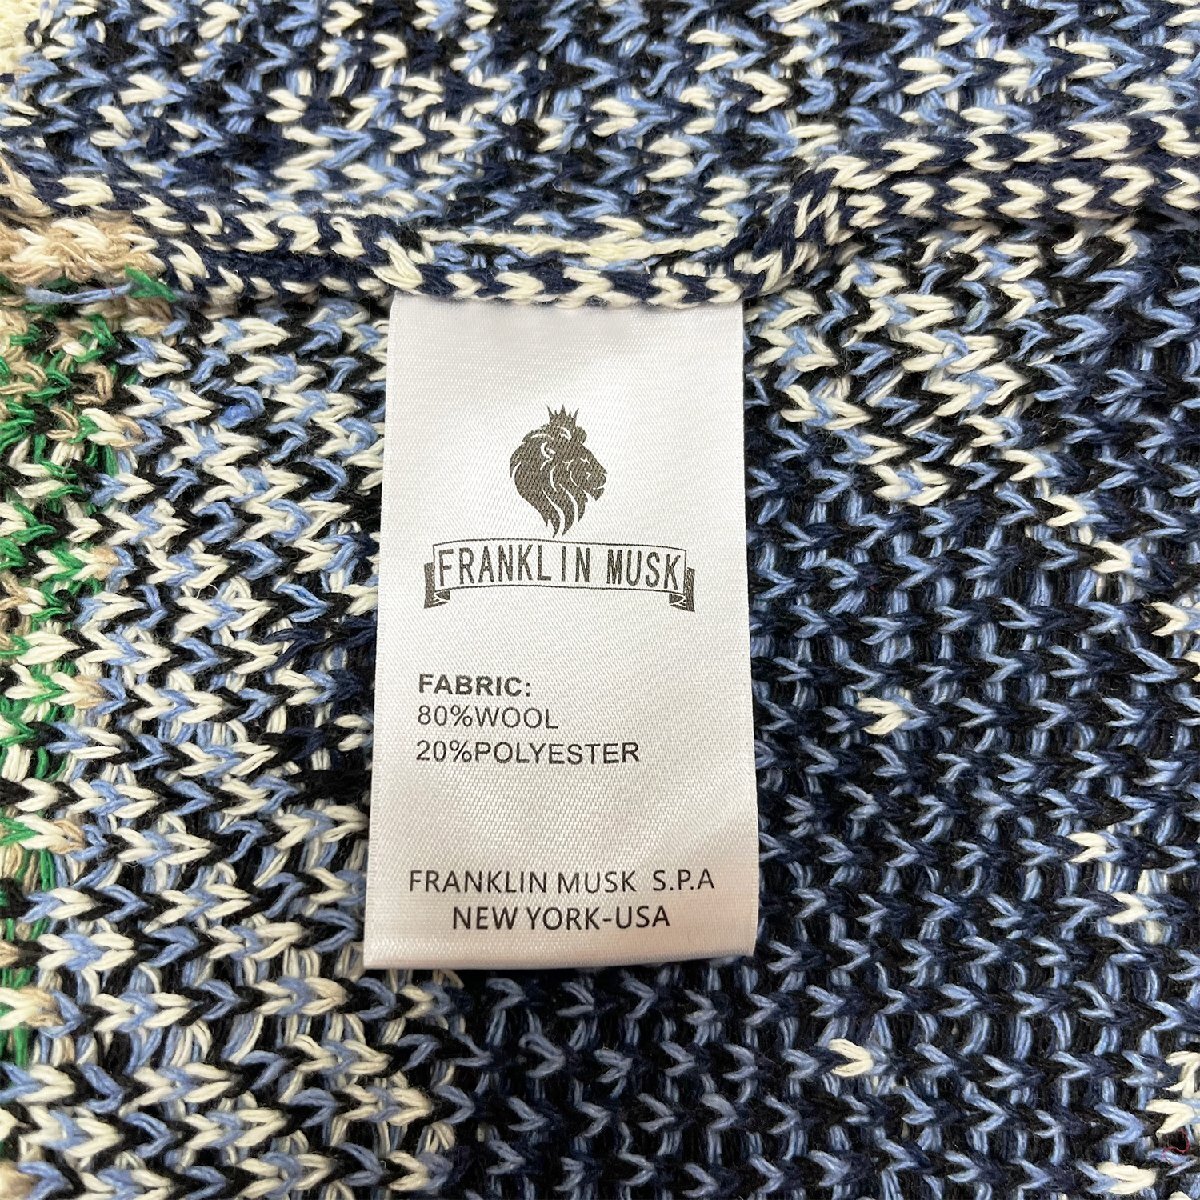 FRANKLIN MUSK
FABRIC:
80%WOOL
20%POLYESTER
FRANKLIN MUSK S.P.A
NEW YORK-USA